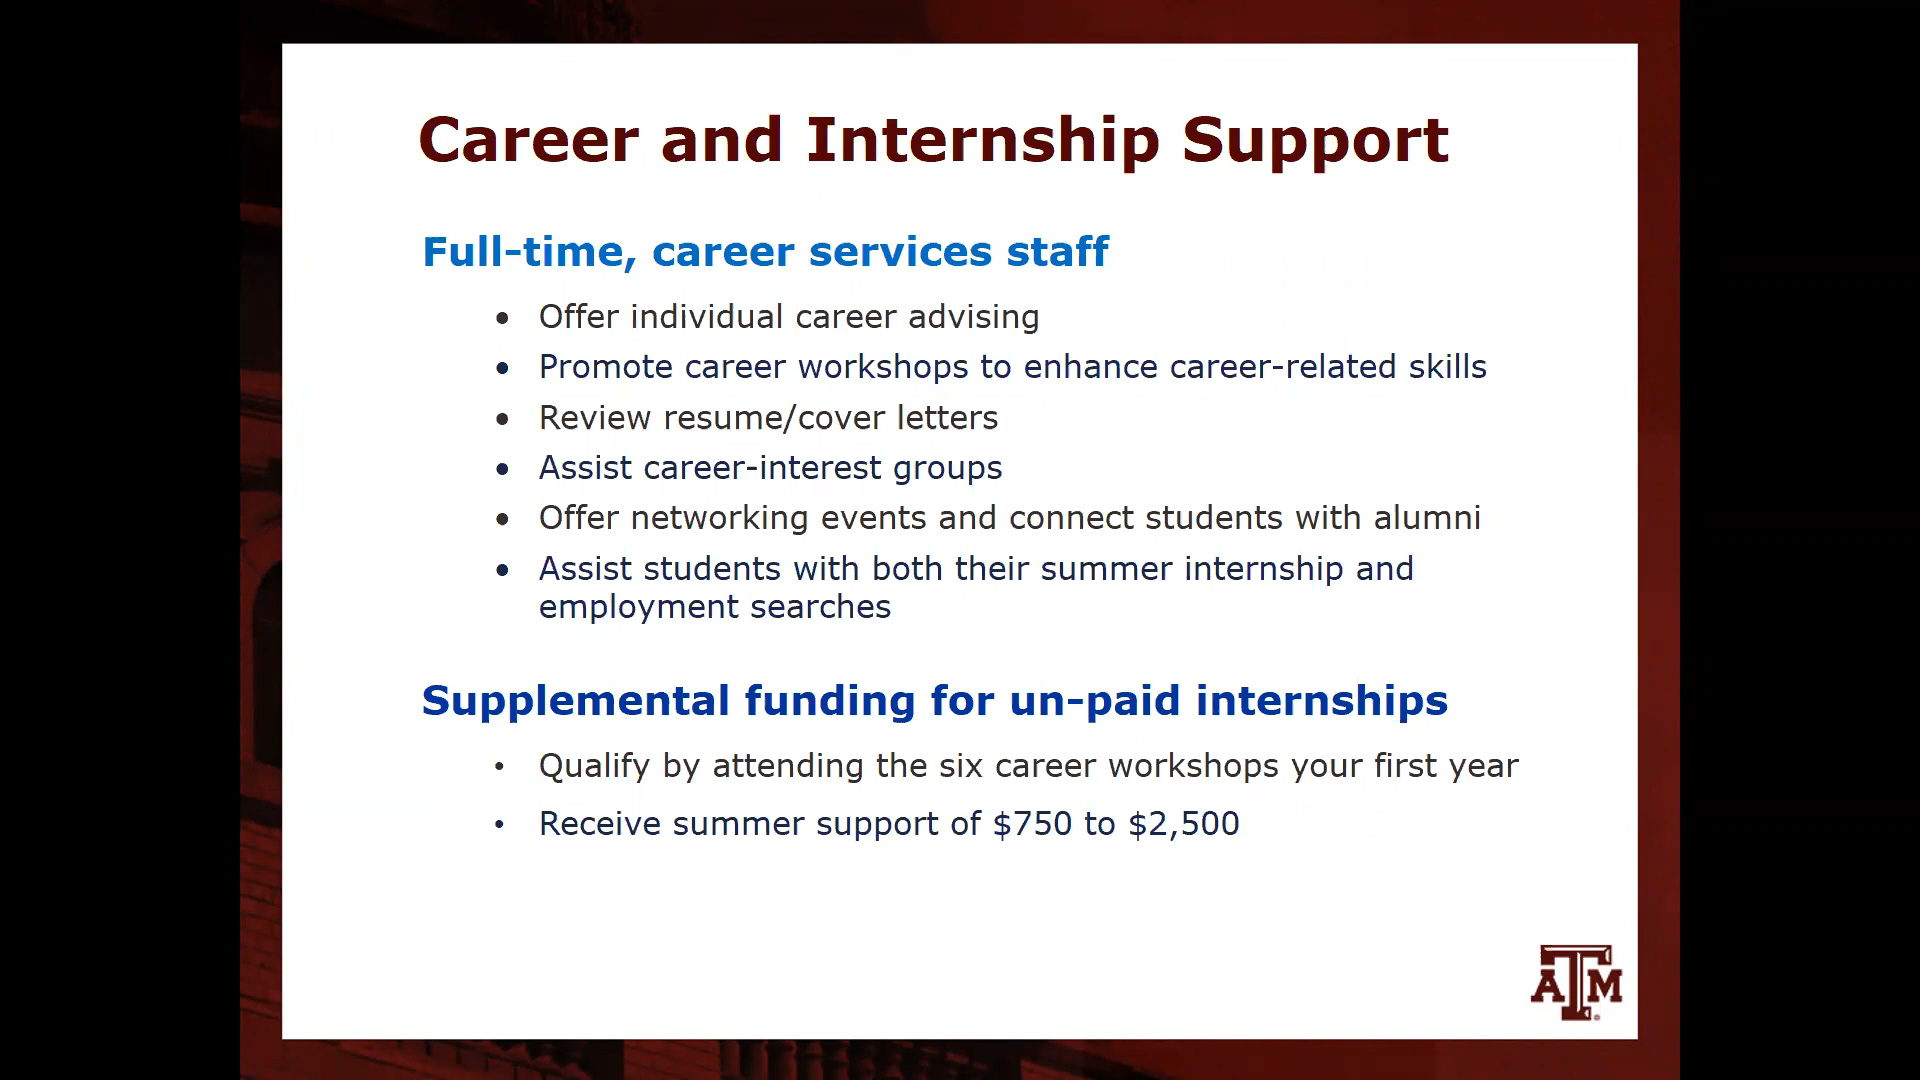 Career and Internship Support
Full-time, career services staff
• Offer individual career advising
• Promote career workshops to enhance career-related skills
• Review resume/cover letters
• Assist career-interest groups
• Offer networking events and connect students with alumni
• Assist students with both their summer internship and
employment searches
Supplemental funding for un-paid internships
• Qualify by attending the six career workshops your first year
• Receive summer support of $750 to $2,500
ATM®